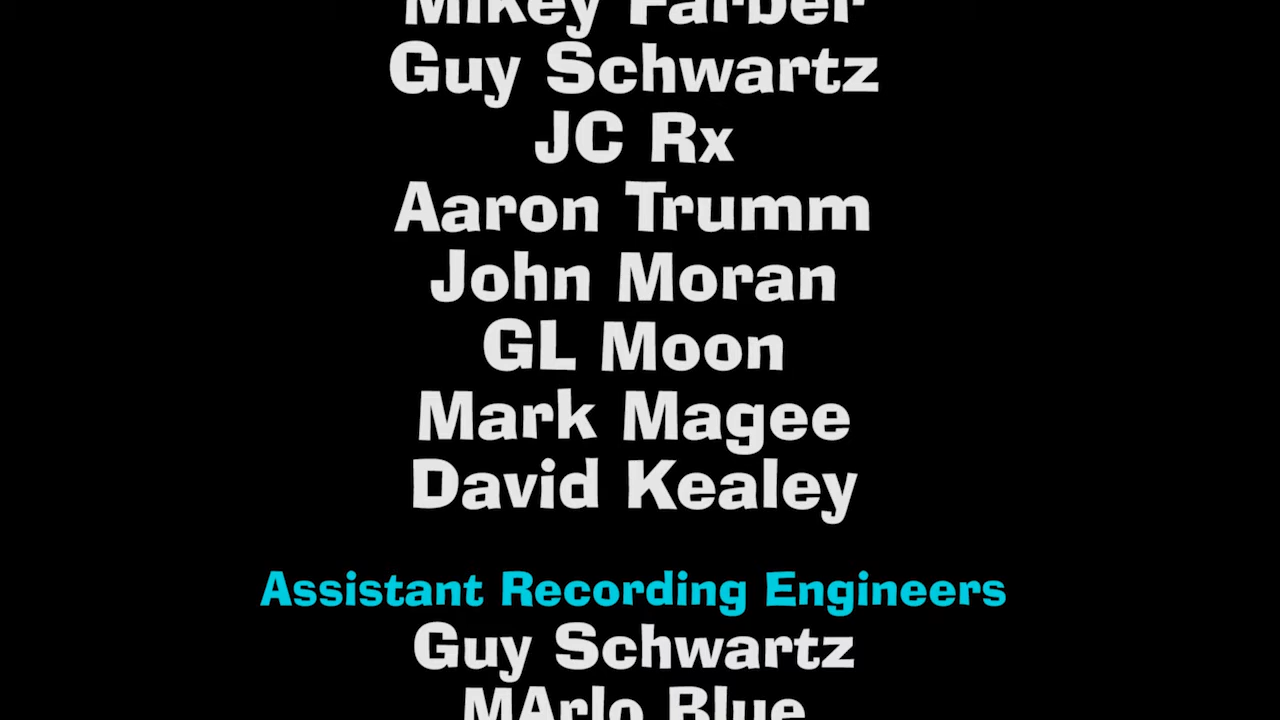 Mikey Farber
Guy Schwartz
JC Rx
Aaron Trumm
John Moran
GL Moon
Mark Magee
David Kealey
Assistant Recording Engineers
Guy Schwartz
MArlo Blue